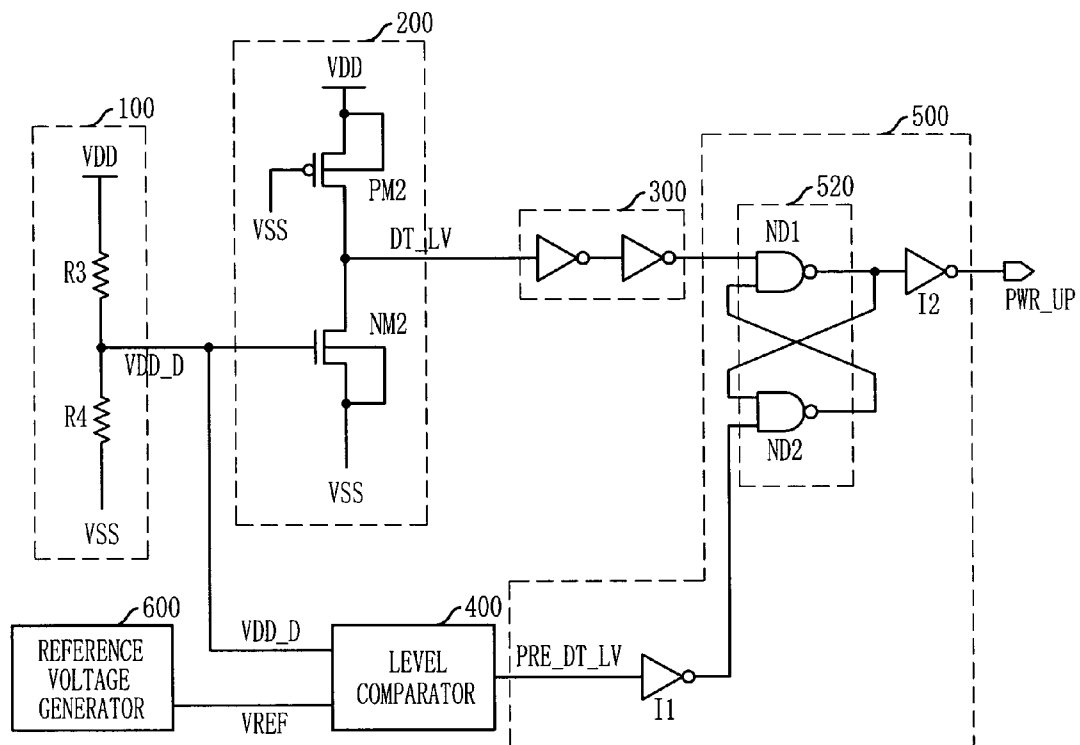 200
VDD
100
VDD
PM2
VSS
R3
VDD_D
R4
VSS
NM2
VSS
DT_LV
300
500
520
ND1
I2
PWR_UP
ND2
600
REFERENCE
VOLTAGE
GENERATOR
VDD_D
VREF
400
LEVEL
COMPARATOR
PRE_DT_LV
I1